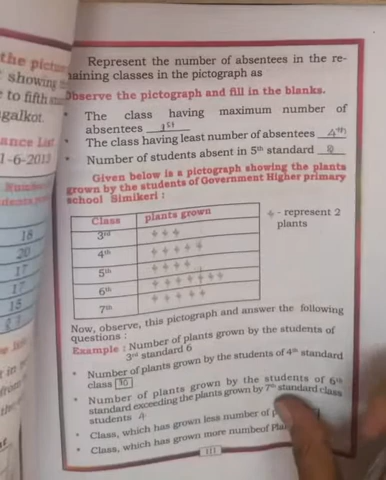 the pictu
showing
to fifth
galkot.
ance List
1-6-2013
18
20
17
17
15
Represent the number of absentees in the re-
maining classes in the pictograph as
Observe the pictograph and fill in the blanks.
• The class having maximum number of
absentees 1st
• The class having least number of absentees 4th
• Number of students absent in 5th standard 8
Given below is a pictograph showing the plants
grown by the students of Government Higher primary
school Simikeri :
Class plants grown
3rd
4th
5th
6th
7th
- represent 2
plants
Now, observe, this pictograph and answer the following
questions :
Example : Number of plants grown by the students of
3rd standard 6
• Number of plants grown by the students of 4th standard
class 10
• Number of plants grown by the students of 6th
standard exceeding the plants grown by 7th standard class
students 4
• Class, which has grown less number of p
• Class, which has grown more numbeof Pla
111